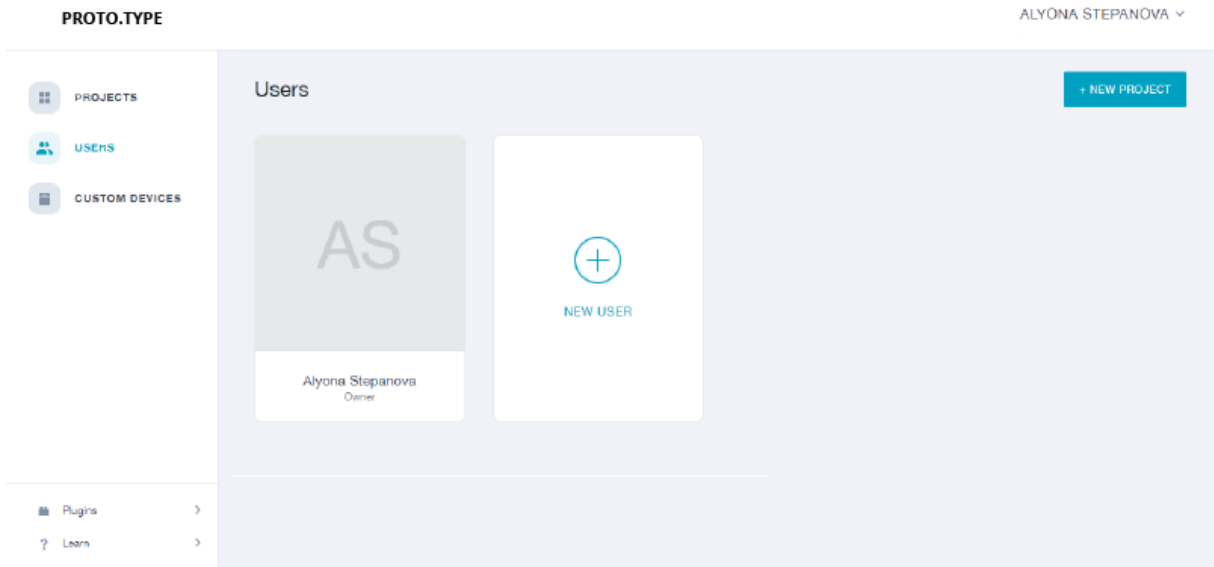 PROTO.TYPE
ALYONA STEPANOVA
PROJECTS
USERS
CUSTOM DEVICES
Plugins
? Learn
Users
+ NEW PROJECT
AS
Alyona Stepanova
Owner
NEW USER